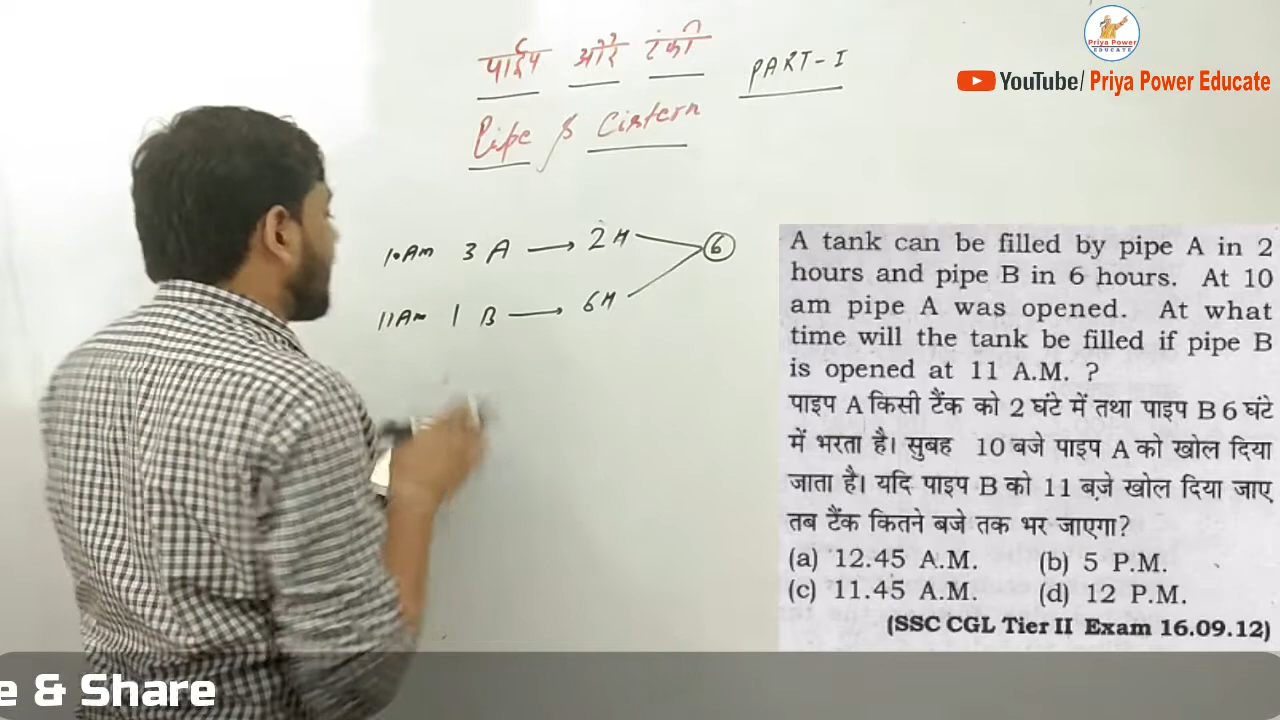 Priya Power
EDUCATE
YouTube/ Priya Power Educate
पाईप और टंकी PART-I
Pipe & Cistern
10Am 3 A → 2H 6
11Am 1 B → 6H
A tank can be filled by pipe A in 2
hours and pipe B in 6 hours. At 10
am pipe A was opened. At what
time will the tank be filled if pipe B
is opened at 11 A.M. ?
पाइप A किसी टैंक को 2 घंटे में तथा पाइप B 6 घंटे
में भरता है। सुबह 10 बजे पाइप A को खोल दिया
जाता है। यदि पाइप B को 11 बजे खोल दिया जाए
तब टैंक कितने बजे तक भर जाएगा?
(a) 12.45 A.M. (b) 5 P.M.
(c) 11.45 A.M. (d) 12 P.M.
(SSC CGL Tier II Exam 16.09.12)
e & Share